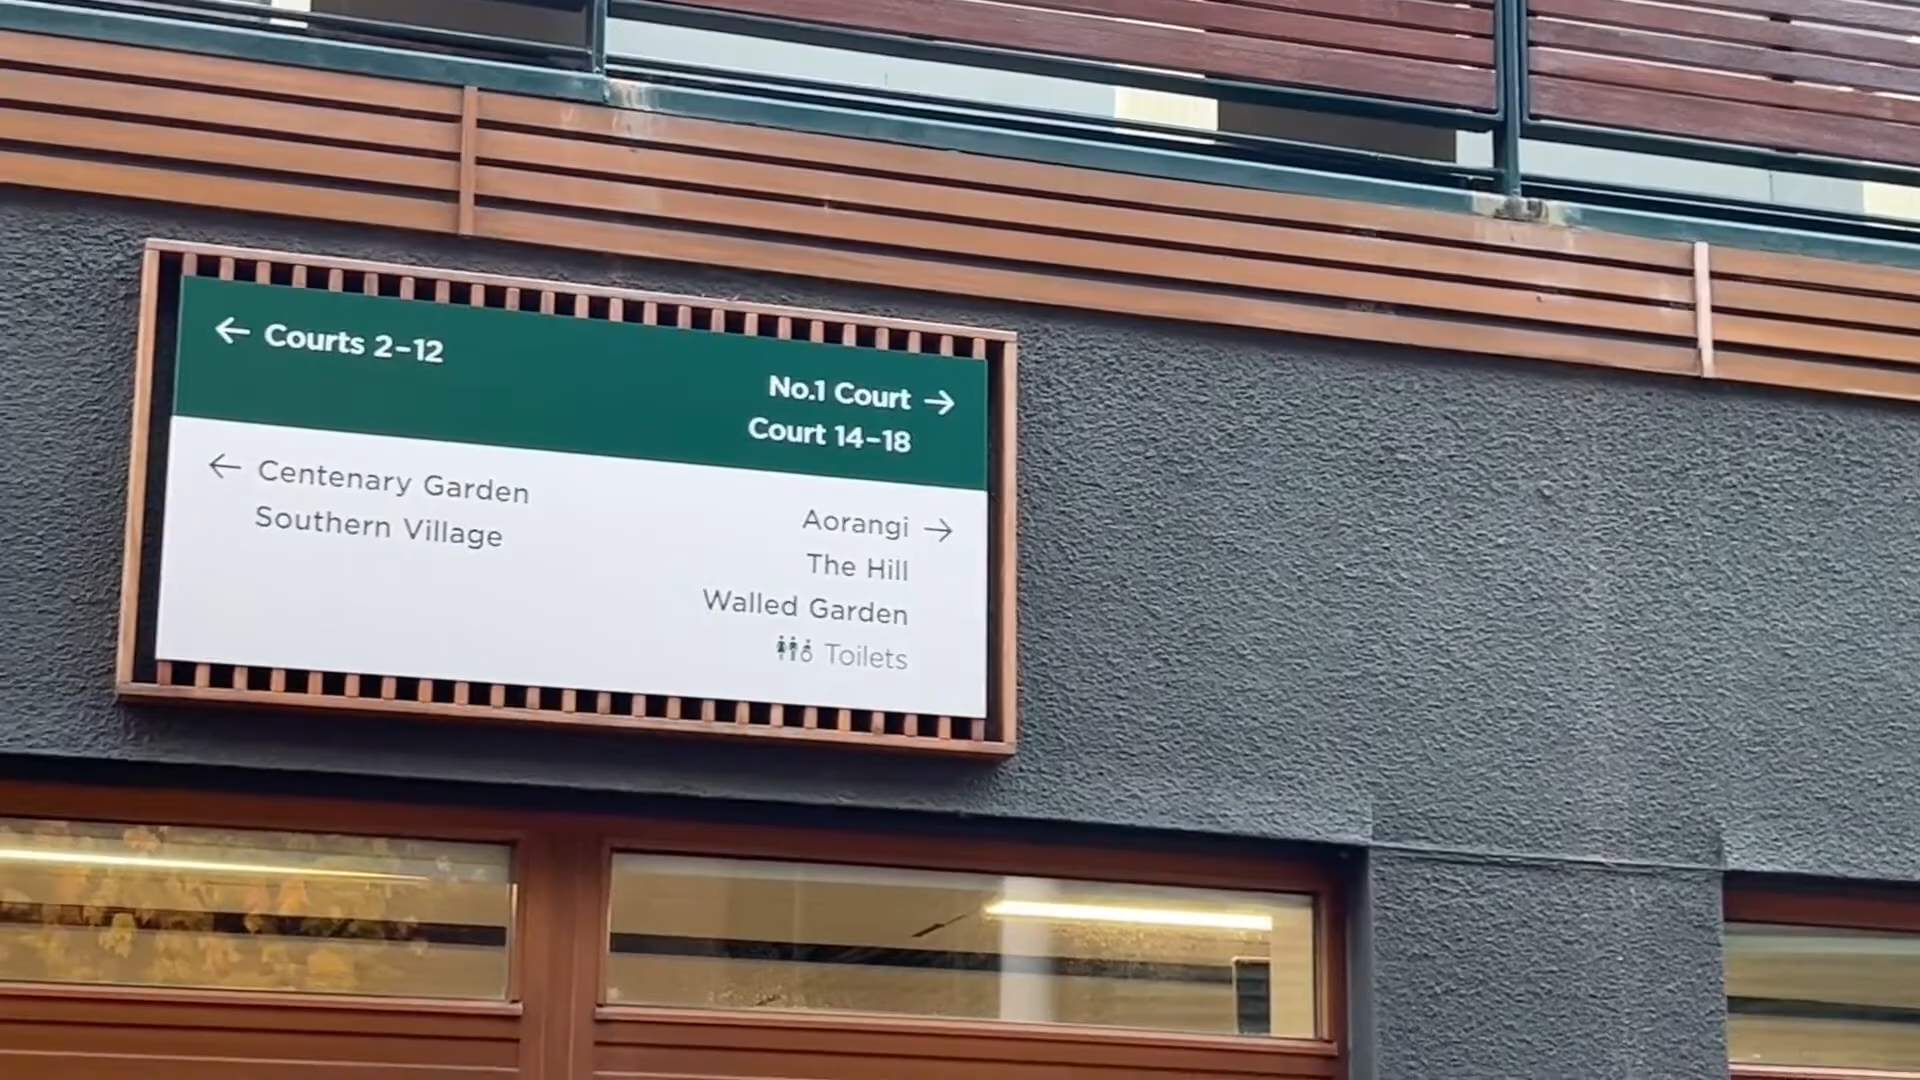 ← Courts 2–12
No.1 Court →
Court 14–18
← Centenary Garden
Southern Village
Aorangi →
The Hill
Walled Garden
Toilets